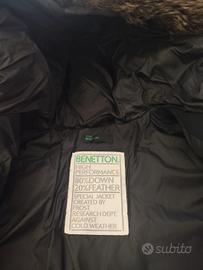 BENETTON
HIGH
PERFORMANCE
80%DOWN
20%FEATHER
SPECIAL JACKET
CREATED BY
FROST
RESEARCH DEPT.
AGAINST
COLD WEATHER
subito